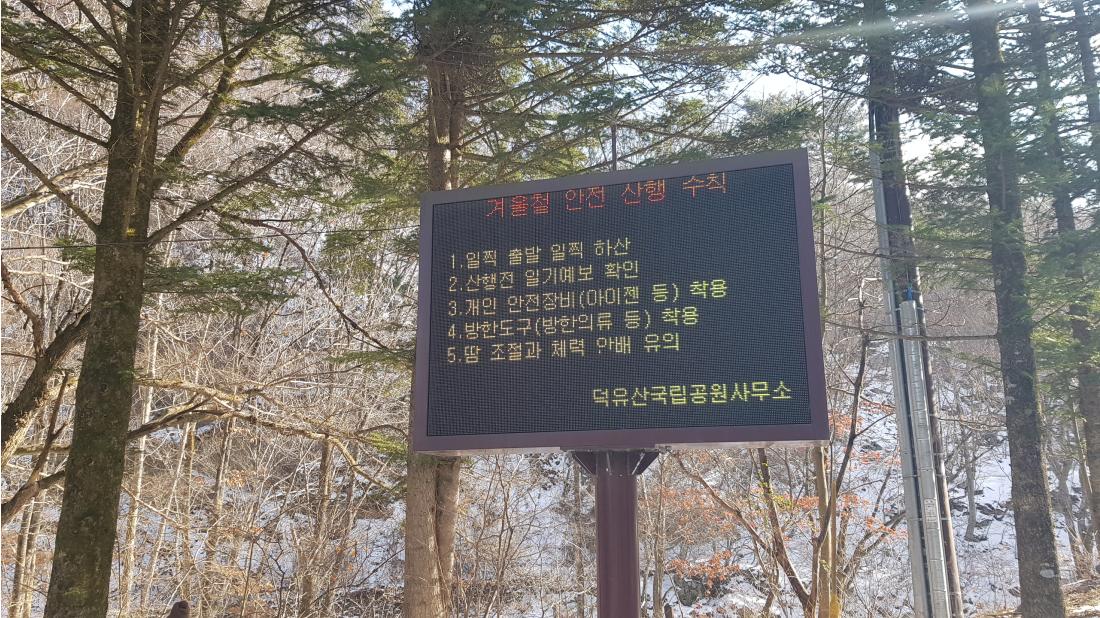 겨울철 안전 산행 수칙
1.일찍 출발 일찍 하산
2.산행전 일기예보 확인
3.개인 안전장비(아이젠 등) 착용
4.방한도구(방한의류 등) 착용
5.땀 조절과 체력 안배 유의
덕유산국립공원사무소